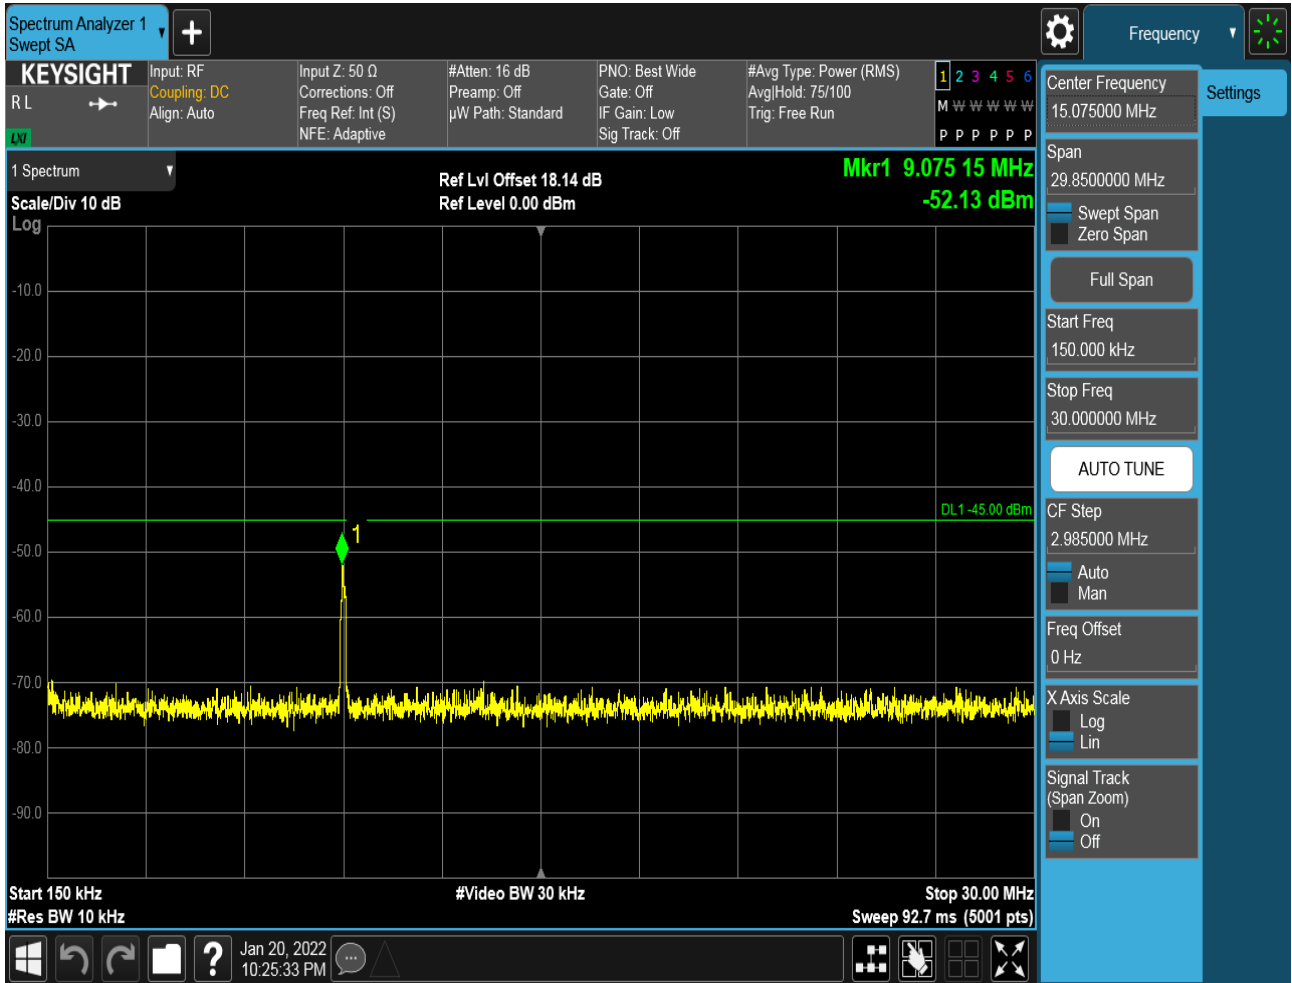 Spectrum Analyzer 1
Swept SA
Frequency
KEYSIGHT
R L
LXI
Input: RF
Coupling: DC
Align: Auto
Input Z: 50 Ω
Corrections: Off
Freq Ref: Int (S)
NFE: Adaptive
#Atten: 16 dB
Preamp: Off
µW Path: Standard
PNO: Best Wide
Gate: Off
IF Gain: Low
Sig Track: Off
#Avg Type: Power (RMS)
Avg|Hold: 75/100
Trig: Free Run
1 2 3 4 5 6
M W W W W W
P P P P P P
1 Spectrum
Scale/Div 10 dB
Log
Ref Lvl Offset 18.14 dB
Ref Level 0.00 dBm
Mkr1 9.075 15 MHz
-52.13 dBm
-10.0
-20.0
-30.0
-40.0
DL1 -45.00 dBm
1
-50.0
-60.0
-70.0
-80.0
-90.0
Start 150 kHz
#Res BW 10 kHz
#Video BW 30 kHz
Stop 30.00 MHz
Sweep 92.7 ms (5001 pts)
Center Frequency
15.075000 MHz
Settings
Span
29.8500000 MHz
Swept Span
Zero Span
Full Span
Start Freq
150.000 kHz
Stop Freq
30.000000 MHz
AUTO TUNE
CF Step
2.985000 MHz
Auto
Man
Freq Offset
0 Hz
X Axis Scale
Log
Lin
Signal Track
(Span Zoom)
On
Off
?
Jan 20, 2022
10:25:33 PM